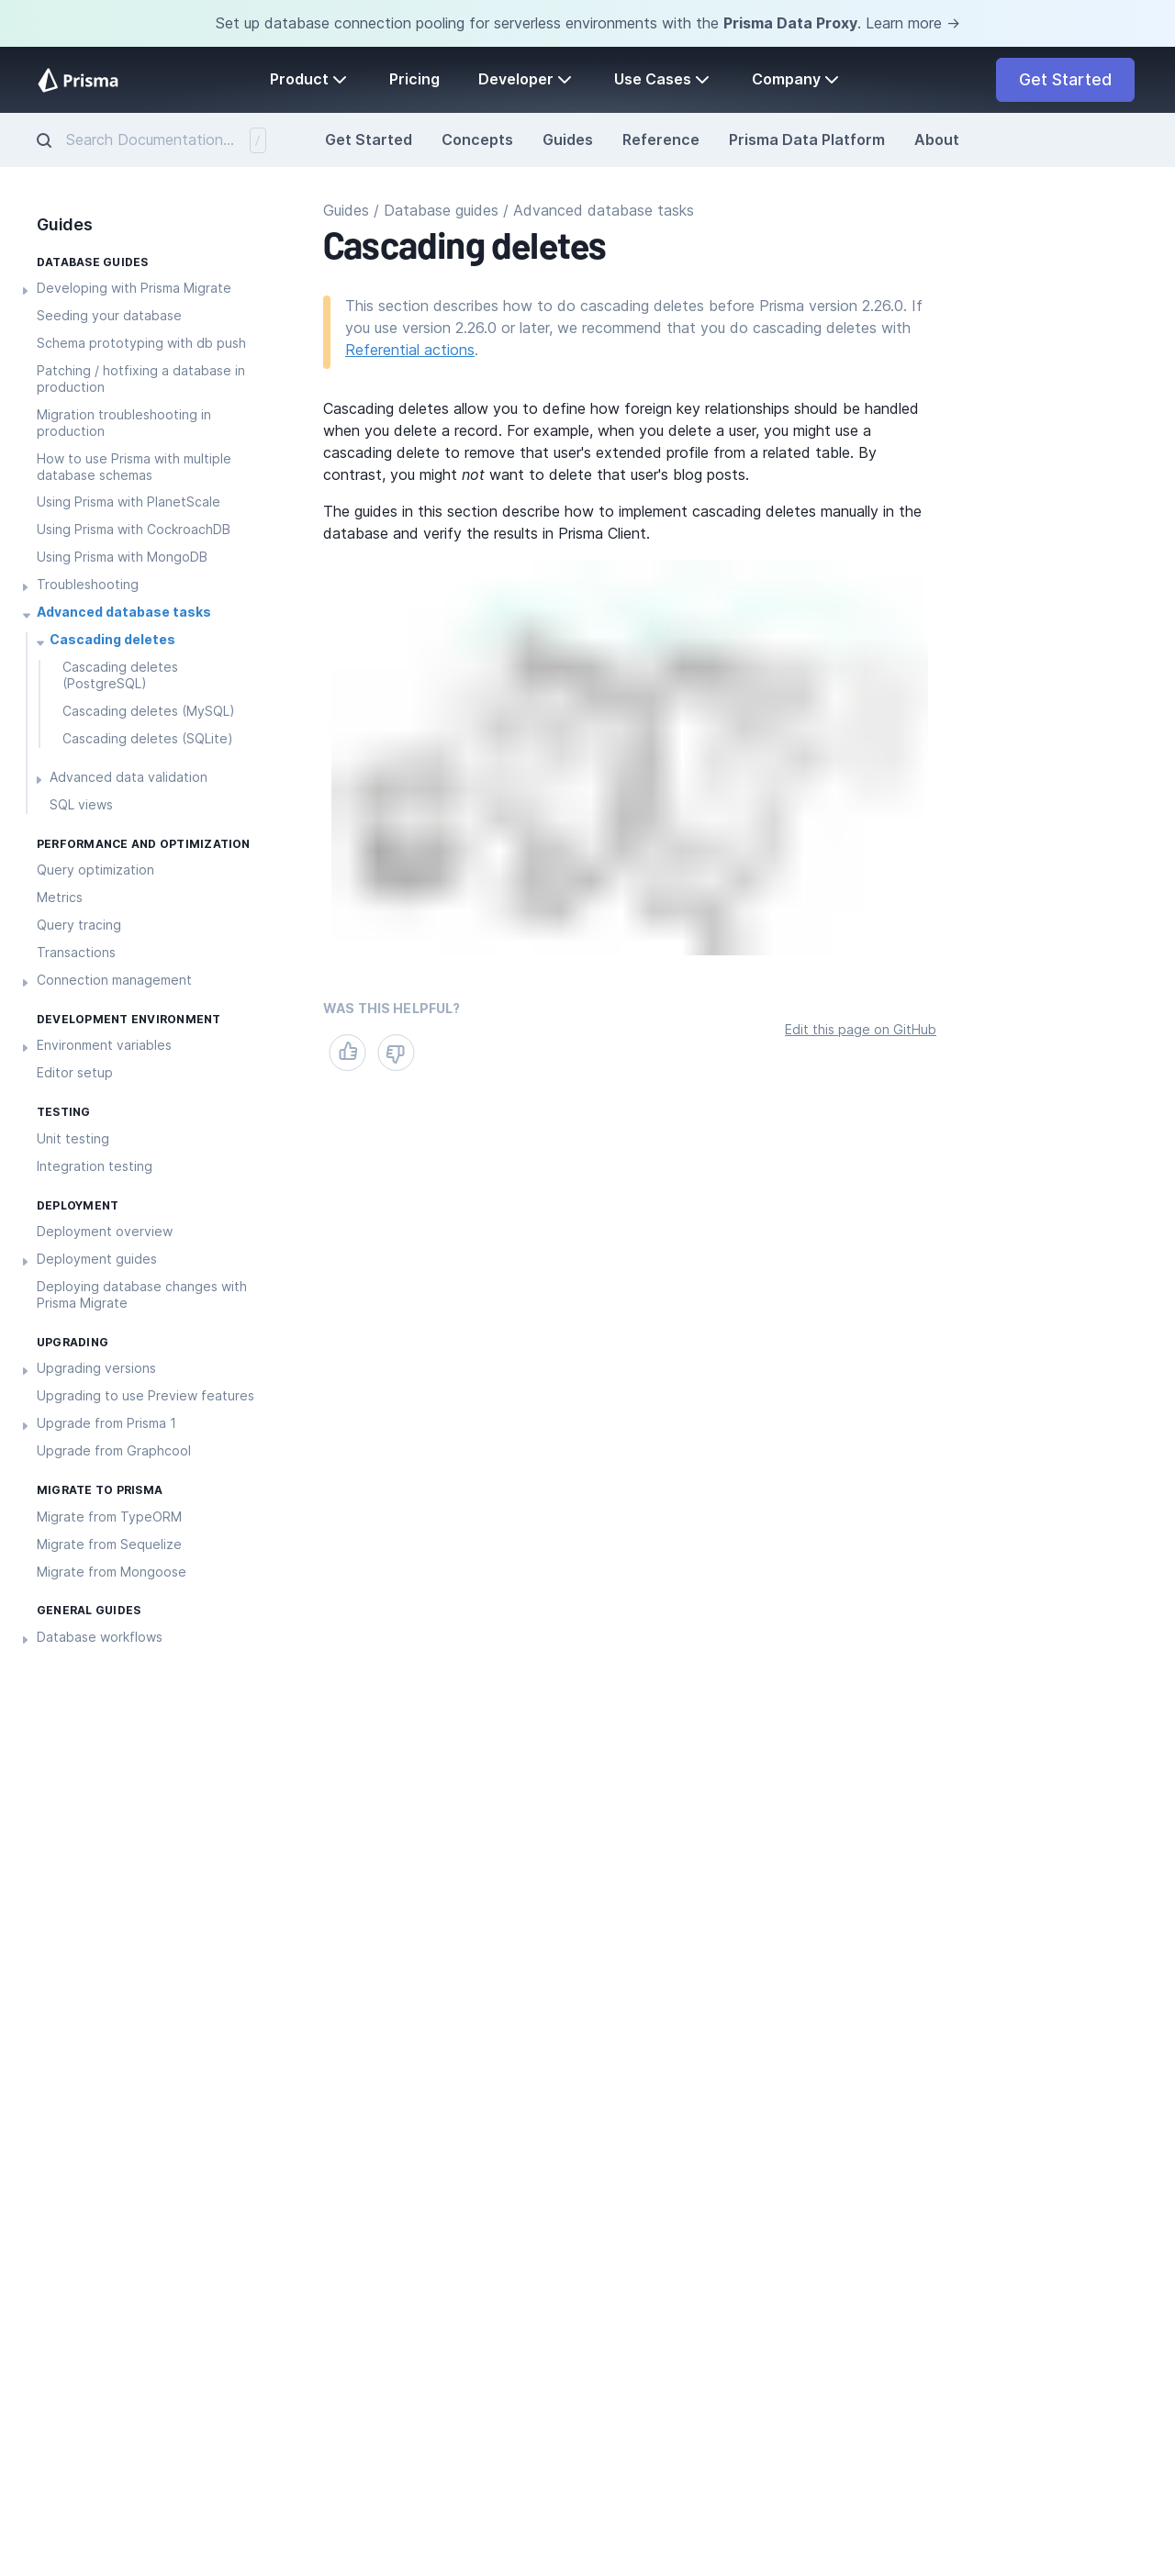 Set up database connection pooling for serverless environments with the Prisma Data Proxy. Learn more →
Prisma
Product
Pricing
Developer
Use Cases
Company
Get Started
Search Documentation...
/
Get Started
Concepts
Guides
Reference
Prisma Data Platform
About
Guides
DATABASE GUIDES
Developing with Prisma Migrate
Seeding your database
Schema prototyping with db push
Patching / hotfixing a database in
production
Migration troubleshooting in
production
How to use Prisma with multiple
database schemas
Using Prisma with PlanetScale
Using Prisma with CockroachDB
Using Prisma with MongoDB
Troubleshooting
Advanced database tasks
Cascading deletes
Cascading deletes
(PostgreSQL)
Cascading deletes (MySQL)
Cascading deletes (SQLite)
Advanced data validation
SQL views
PERFORMANCE AND OPTIMIZATION
Query optimization
Metrics
Query tracing
Transactions
Connection management
DEVELOPMENT ENVIRONMENT
Environment variables
Editor setup
TESTING
Unit testing
Integration testing
DEPLOYMENT
Deployment overview
Deployment guides
Deploying database changes with
Prisma Migrate
UPGRADING
Upgrading versions
Upgrading to use Preview features
Upgrade from Prisma 1
Upgrade from Graphcool
MIGRATE TO PRISMA
Migrate from TypeORM
Migrate from Sequelize
Migrate from Mongoose
GENERAL GUIDES
Database workflows
Guides / Database guides / Advanced database tasks
Cascading deletes
This section describes how to do cascading deletes before Prisma version 2.26.0. If
you use version 2.26.0 or later, we recommend that you do cascading deletes with
Referential actions.
Cascading deletes allow you to define how foreign key relationships should be handled
when you delete a record. For example, when you delete a user, you might use a
cascading delete to remove that user's extended profile from a related table. By
contrast, you might not want to delete that user's blog posts.
The guides in this section describe how to implement cascading deletes manually in the
database and verify the results in Prisma Client.
WAS THIS HELPFUL?
Edit this page on GitHub